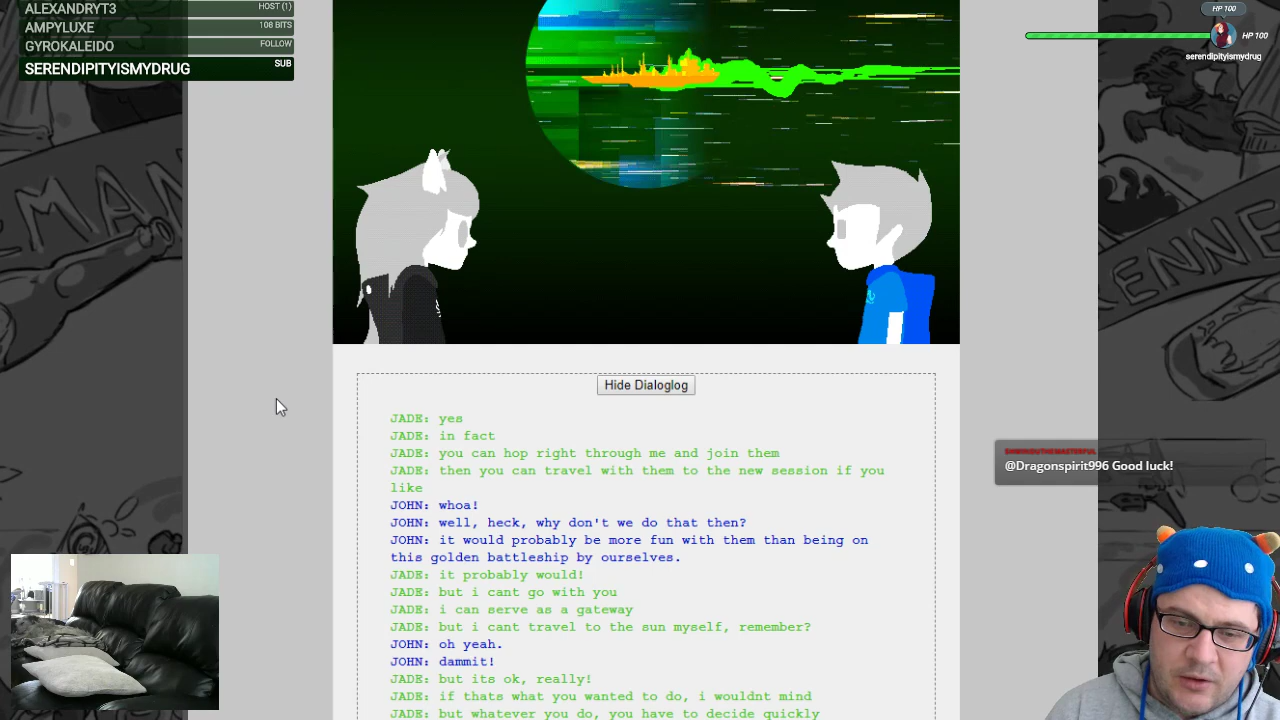 ALEXANDRYT3 HOST (1)
AMPYLUXE 108 BITS
GYROKALEIDO FOLLOW
SERENDIPITYISMYDRUG SUB
HP 100
HP 100
serendipityismydrug
Hide Dialoglog
JADE: yes
JADE: in fact
JADE: you can hop right through me and join them
JADE: then you can travel with them to the new session if you
like
JOHN: whoa!
JOHN: well, heck, why don't we do that then?
JOHN: it would probably be more fun with them than being on
this golden battleship by ourselves.
JADE: it probably would!
JADE: but i cant go with you
JADE: i can serve as a gateway
JADE: but i cant travel to the sun myself, remember?
JOHN: oh yeah.
JOHN: dammit!
JADE: but its ok, really!
JADE: if thats what you wanted to do, i wouldnt mind
JADE: but whatever you do, you have to decide quickly
@Dragonspirit996 Good luck!